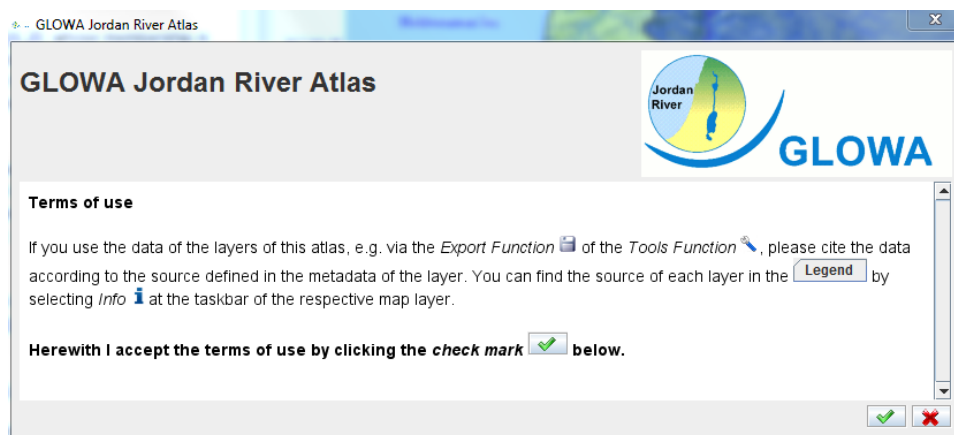 GLOWA Jordan River Atlas
x
GLOWA Jordan River Atlas
Jordan
River
GLOWA
Terms of use
If you use the data of the layers of this atlas, e.g. via the Export Function of the Tools Function , please cite the data
according to the source defined in the metadata of the layer. You can find the source of each layer in the Legend by
selecting Info i at the taskbar of the respective map layer.
Herewith I accept the terms of use by clicking the check mark below.